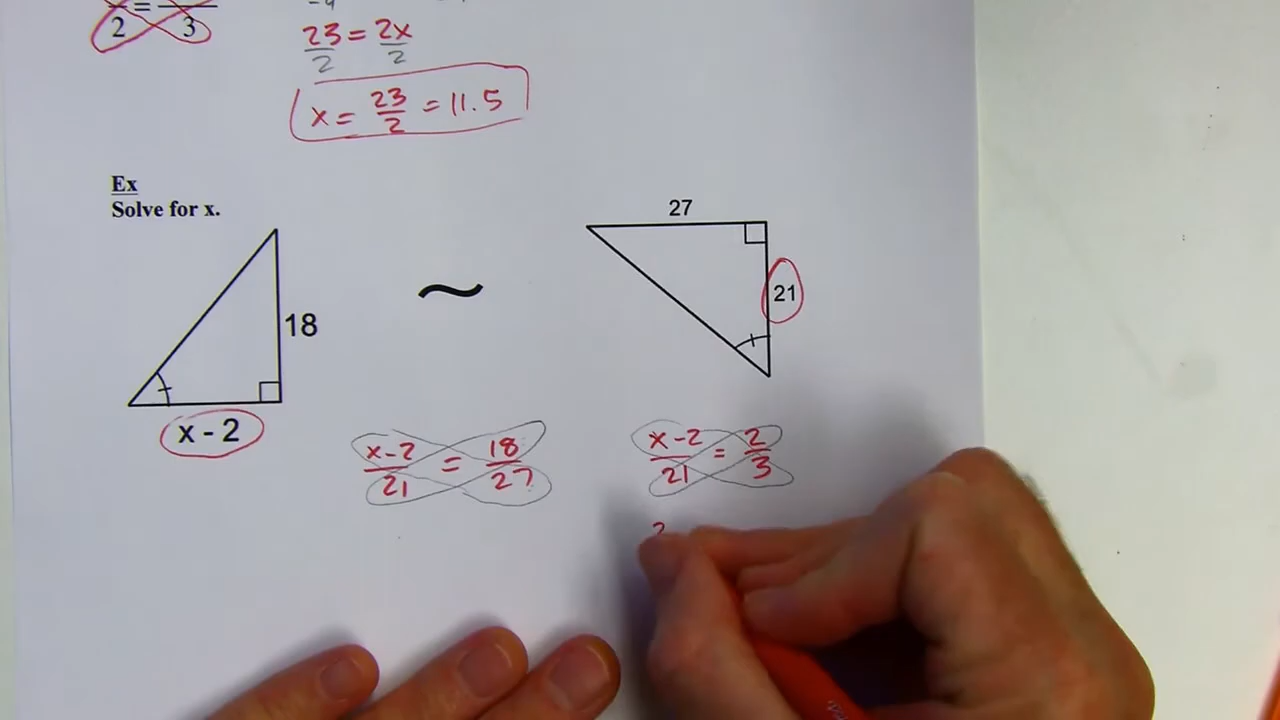 2 = 3
23 = 2x
2 2
x = 23/2 = 11.5
Ex
Solve for x.
27
18
21
x - 2
x-2/21 = 18/27
x-2/21 = 2/3